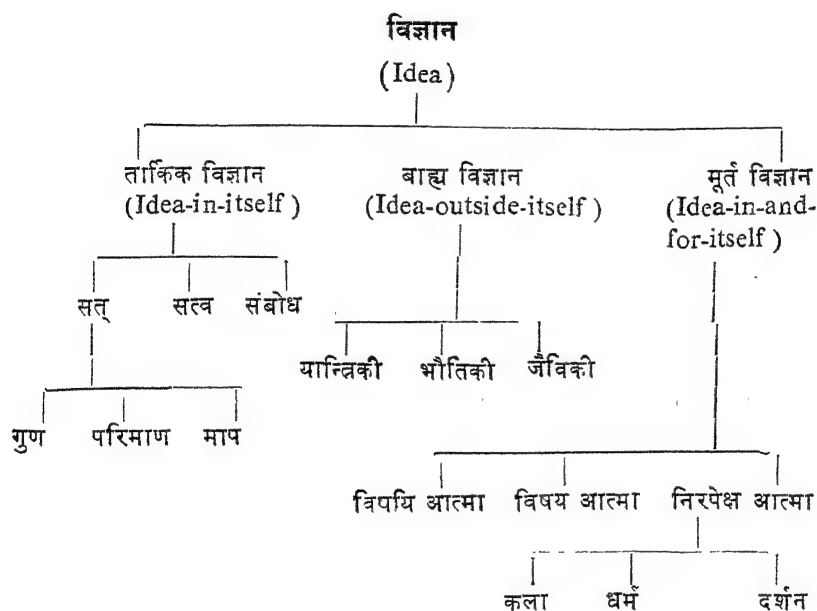 विज्ञान
(Idea)
तार्किक विज्ञान
(Idea-in-itself)
बाह्य विज्ञान
(Idea-outside-itself)
मूर्त विज्ञान
(Idea-in-and-
for-itself)
सत् सत्व संबोध
यान्त्रिकी भौतिकी जैविकी
गुण परिमाण माप
विषयि आत्मा विषय आत्मा निरपेक्ष आत्मा
कला धर्म दर्शन